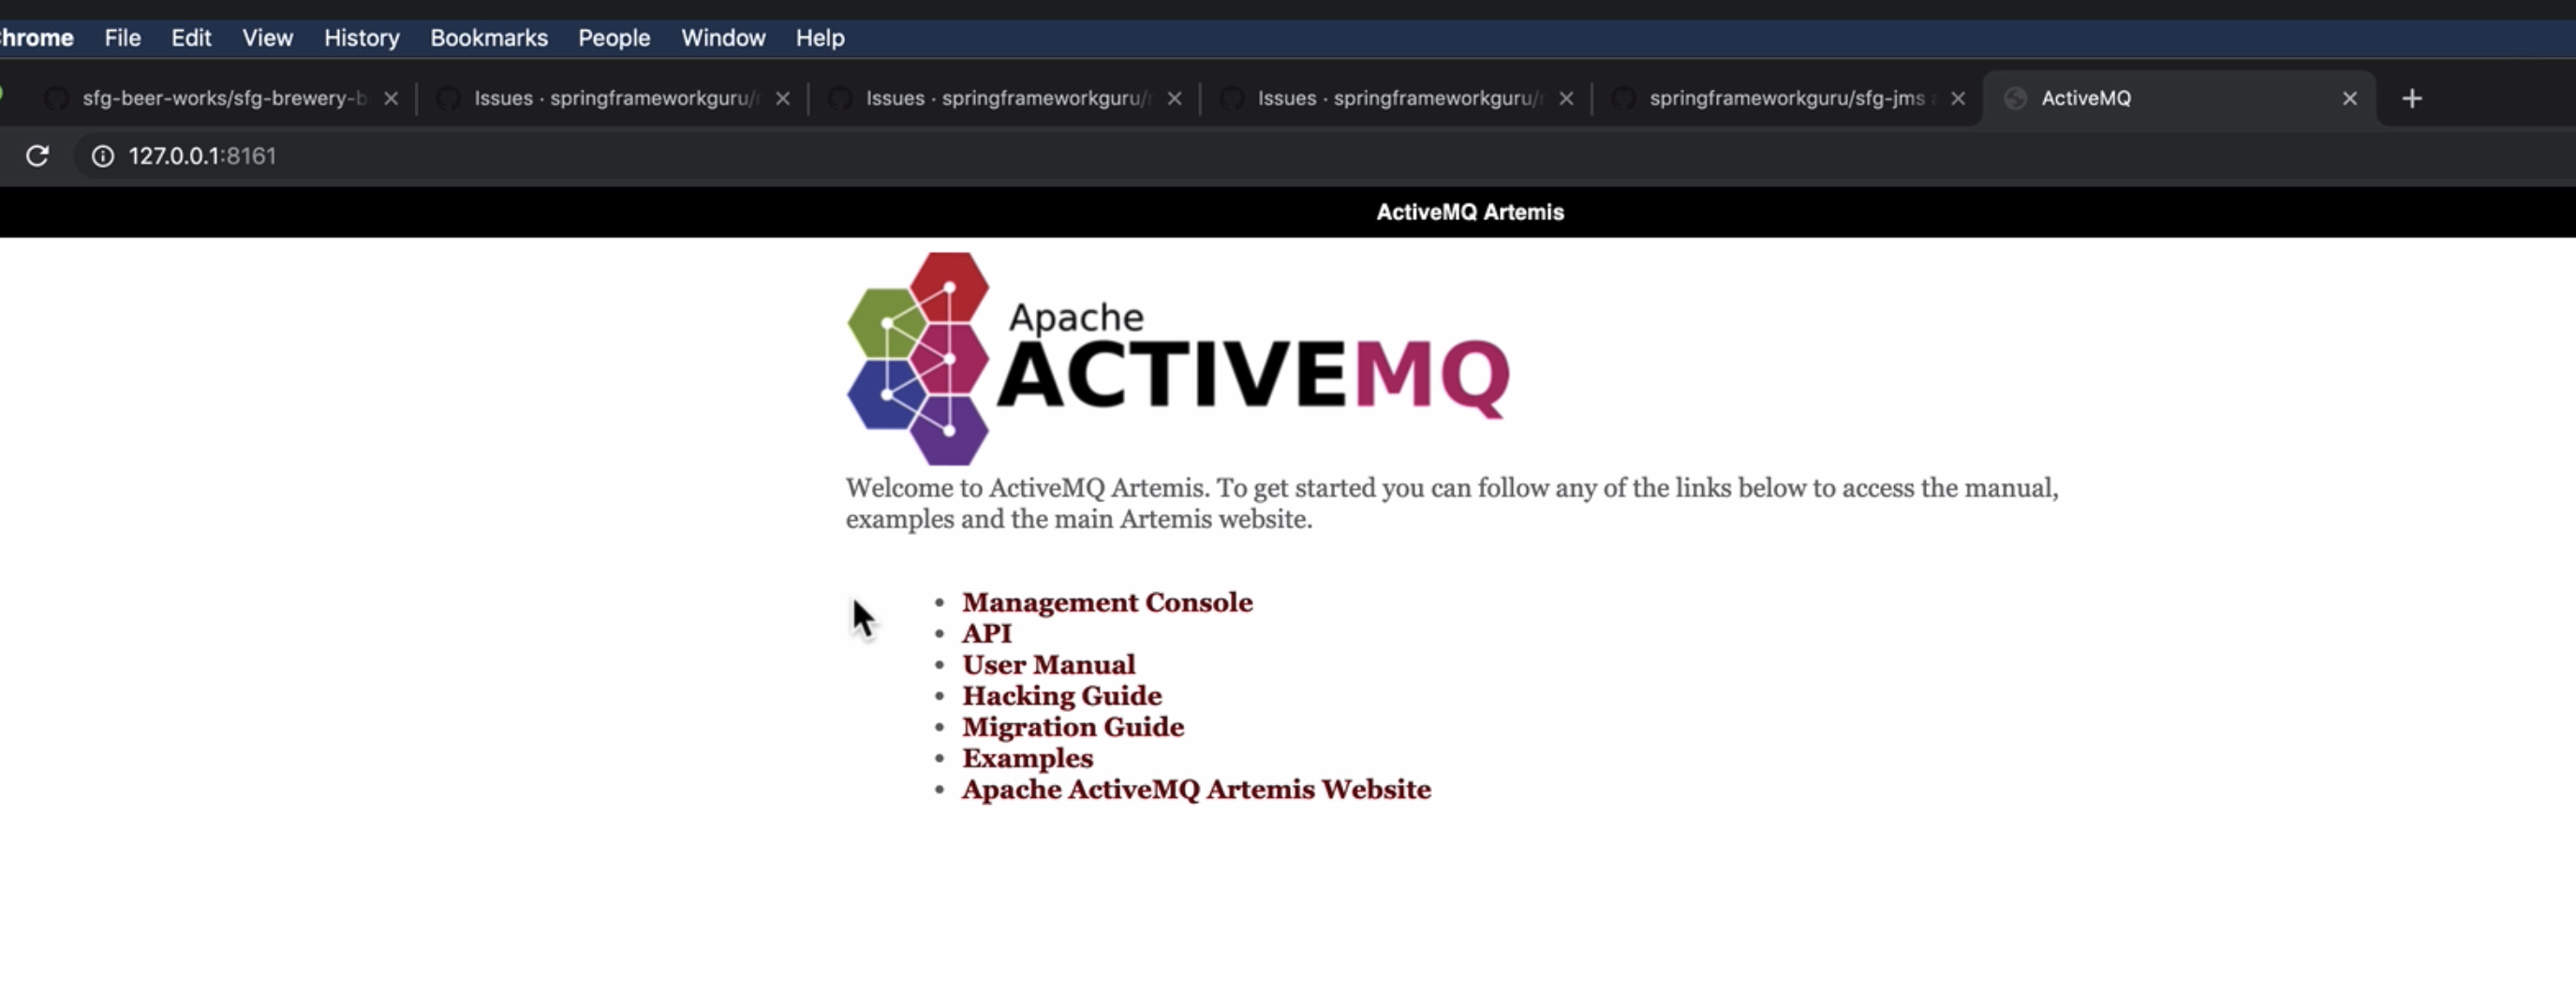 hrome File Edit View History Bookmarks People Window Help
sfg-beer-works/sfg-brewery-b Issues · springframeworkguru/ Issues · springframeworkguru/ Issues · springframeworkguru/ springframeworkguru/sfg-jms ActiveMQ
127.0.0.1:8161
ActiveMQ Artemis
Apache
ACTIVEMQ
Welcome to ActiveMQ Artemis. To get started you can follow any of the links below to access the manual,
examples and the main Artemis website.
• Management Console
• API
• User Manual
• Hacking Guide
• Migration Guide
• Examples
• Apache ActiveMQ Artemis Website